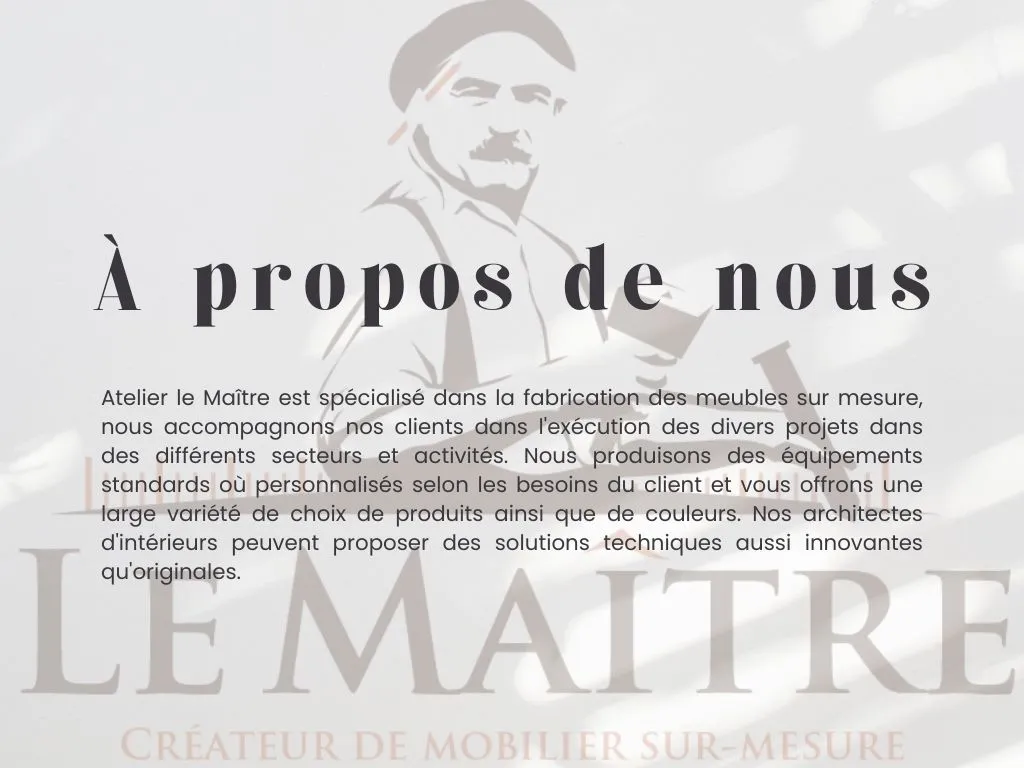 À propos de nous
Atelier le Maître est spécialisé dans la fabrication des meubles sur mesure,
nous accompagnons nos clients dans l'exécution des divers projets dans
des différents secteurs et activités. Nous produisons des équipements
standards où personnalisés selon les besoins du client et vous offrons une
large variété de choix de produits ainsi que de couleurs. Nos architectes
d'intérieurs peuvent proposer des solutions techniques aussi innovantes
qu'originales.
LE MAÎTRE
CRÉATEUR DE MOBILIER SUR-MESURE